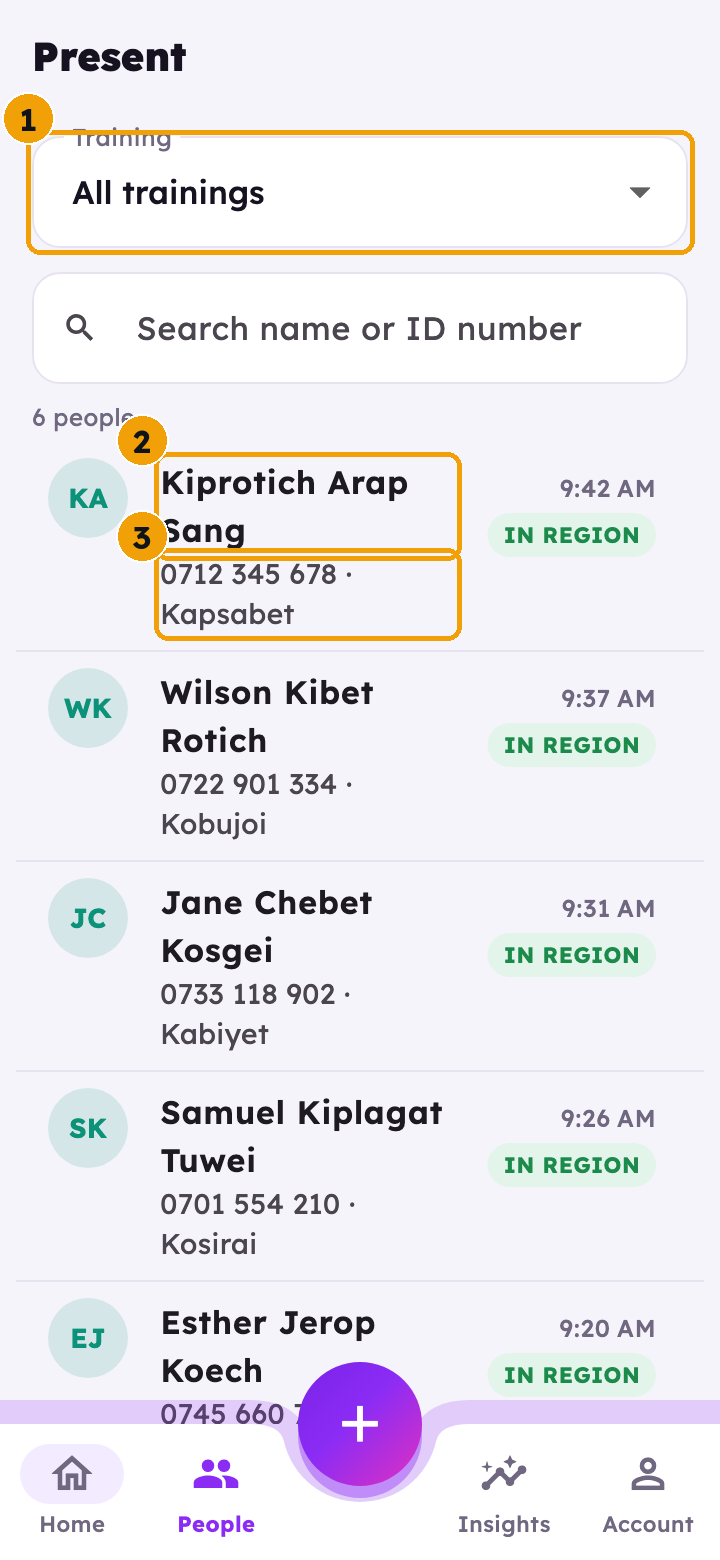 Present
1
Training
All trainings
Search name or ID number
6 people
2
KA
Kiprotich Arap
Sang
9:42 AM
IN REGION
3
0712 345 678 ·
Kapsabet
WK
Wilson Kibet
Rotich
9:37 AM
IN REGION
0722 901 334 ·
Kobujoi
JC
Jane Chebet
Kosgei
9:31 AM
IN REGION
0733 118 902 ·
Kabiyet
SK
Samuel Kiplagat
Tuwei
9:26 AM
IN REGION
0701 554 210 ·
Kosirai
EJ
Esther Jerop
Koech
9:20 AM
IN REGION
0745 660
Home
People
Insights
Account